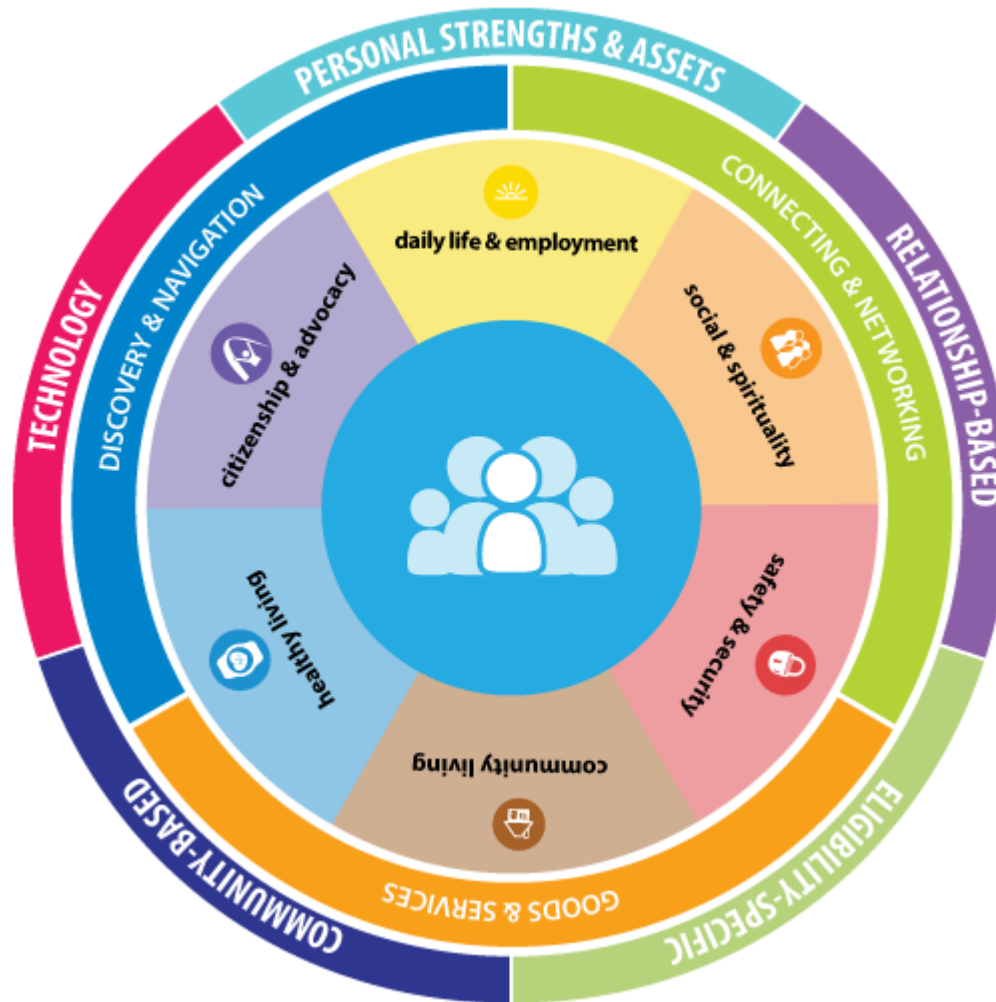 PERSONAL STRENGTHS & ASSETS
RELATIONSHIP-BASED
ELIGIBILITY-SPECIFIC
COMMUNITY-BASED
TECHNOLOGY
DISCOVERY & NAVIGATION
CONNECTING & NETWORKING
GOODS & SERVICES
daily life & employment
social & spirituality
safety & security
community living
healthy living
citizenship & advocacy